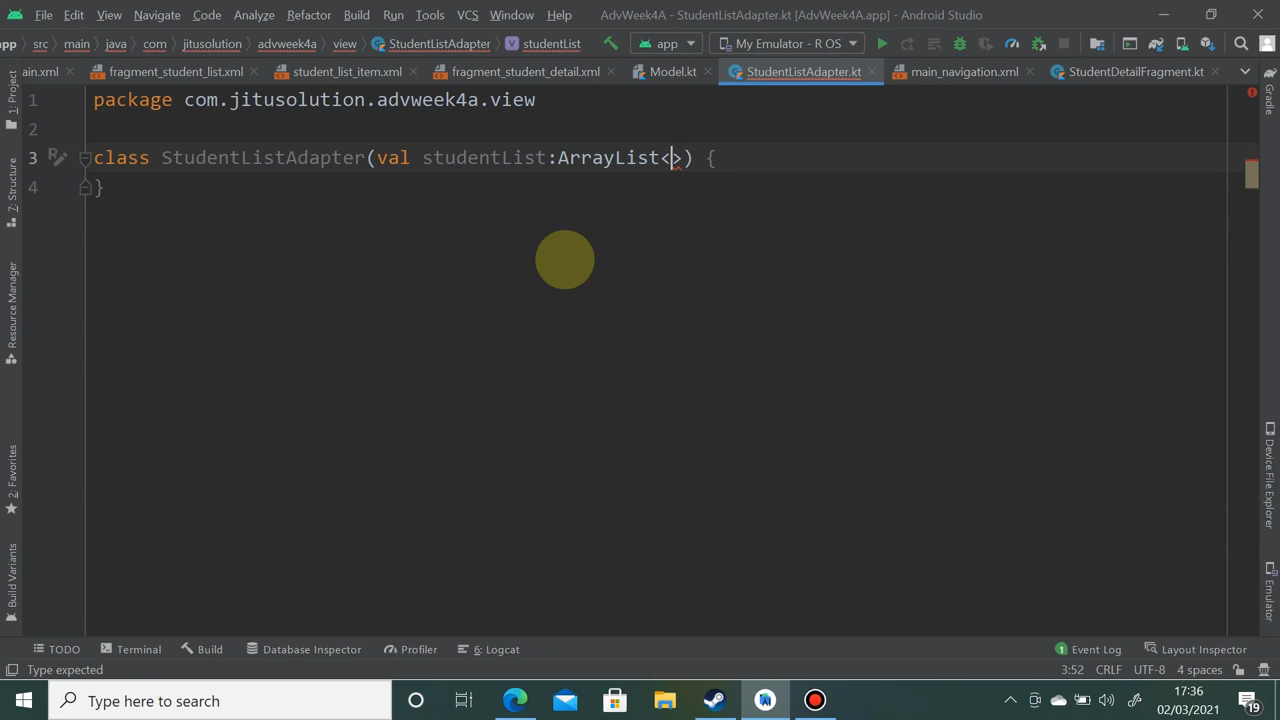 File Edit View Navigate Code Analyze Refactor Build Run Tools VCS Window Help AdvWeek4A - StudentListAdapter.kt [AdvWeek4A.app] - Android Studio
app src main java com jitusolution advweek4a view StudentListAdapter studentList app My Emulator - R OS
ain.xml fragment_student_list.xml student_list_item.xml fragment_student_detail.xml Model.kt StudentListAdapter.kt main_navigation.xml StudentDetailFragment.kt
1 package com.jitusolution.advweek4a.view
2
3 class StudentListAdapter(val studentList:ArrayList<>) {
4 }
1: Project
7: Structure
Resource Manager
2: Favorites
Build Variants
Gradle
Device File Explorer
Emulator
TODO Terminal Build Database Inspector Profiler 6: Logcat 1 Event Log Layout Inspector
Type expected 3:52 CRLF UTF-8 4 spaces
Type here to search 17:36
02/03/2021 19